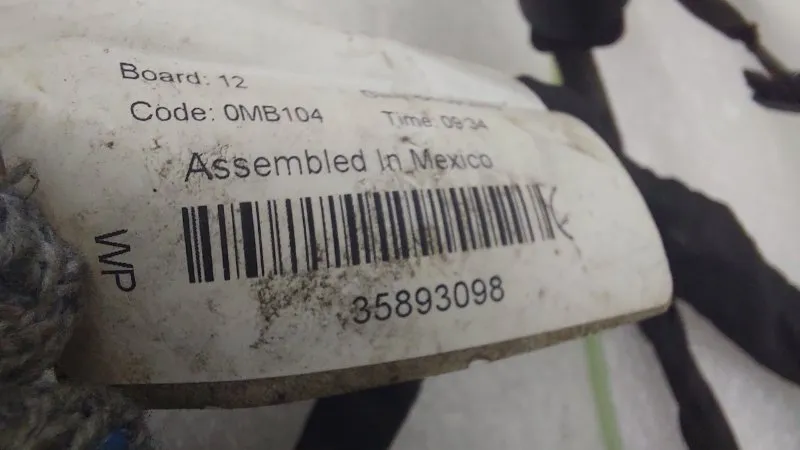 Board: 12
Code: 0MB104
Time: 09:34
Assembled In Mexico
WP
35893098